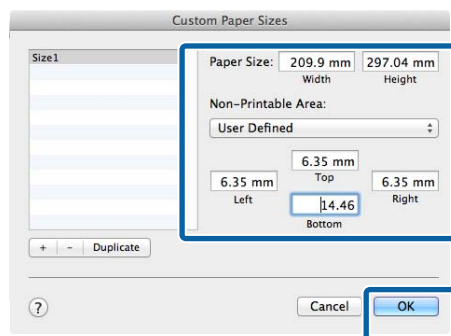 Custom Paper Sizes
Size1
Paper Size: 209.9 mm 297.04 mm
Width Height
Non-Printable Area:
User Defined
6.35 mm
Top
6.35 mm 6.35 mm
Left Right
14.46
Bottom
+ - Duplicate
? Cancel OK